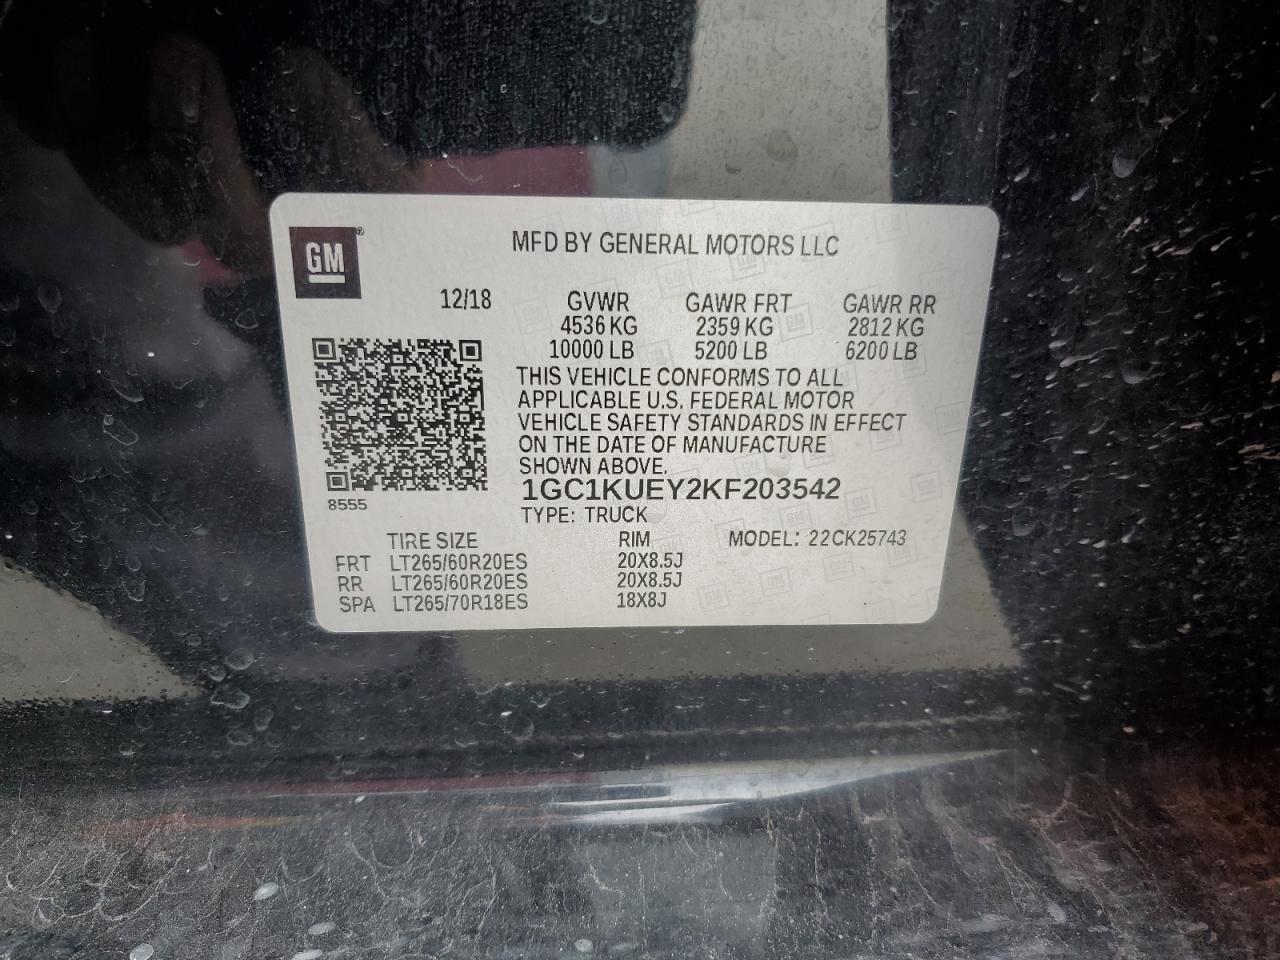 GM®
MFD BY GENERAL MOTORS LLC
12/18 GVWR GAWR FRT GAWR RR
4536 KG 2359 KG 2812 KG
10000 LB 5200 LB 6200 LB
THIS VEHICLE CONFORMS TO ALL
APPLICABLE U.S. FEDERAL MOTOR
VEHICLE SAFETY STANDARDS IN EFFECT
ON THE DATE OF MANUFACTURE
SHOWN ABOVE.
1GC1KUEY2KF203542
8555
TYPE: TRUCK
TIRE SIZE RIM MODEL: 22CK25743
FRT LT265/60R20ES 20X8.5J
RR LT265/60R20ES 20X8.5J
SPA LT265/70R18ES 18X8J